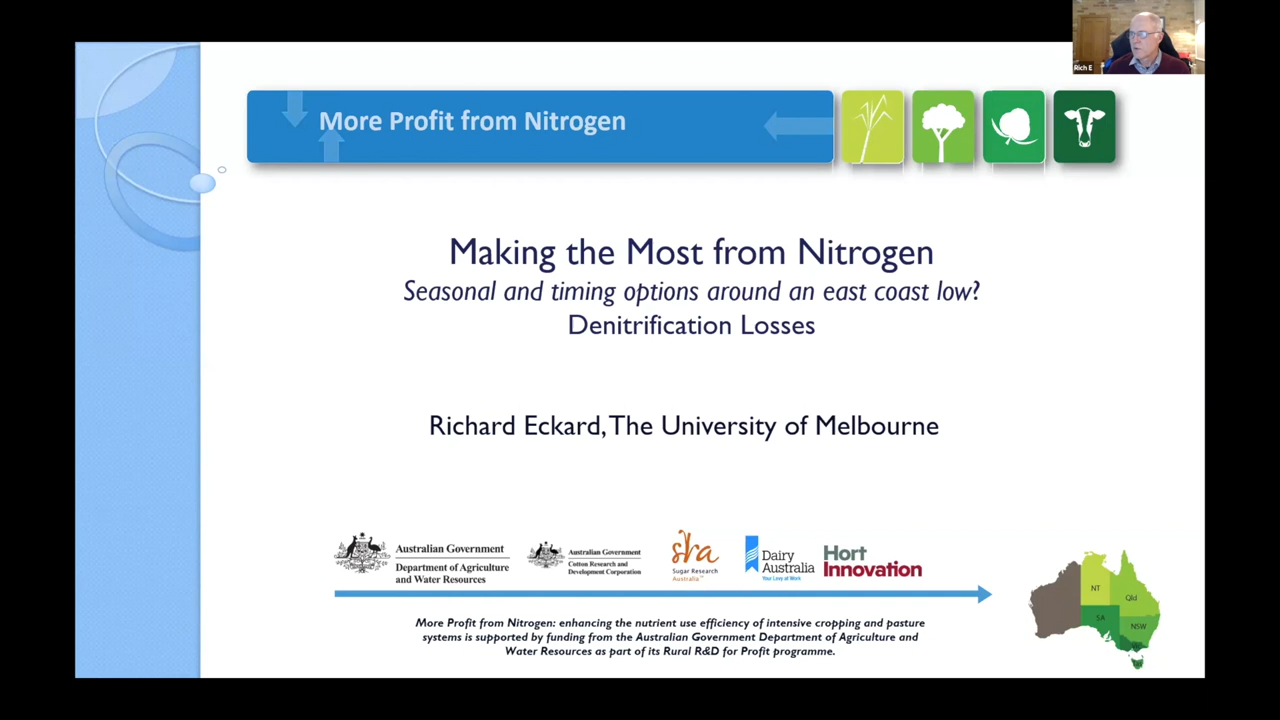 Rich E
More Profit from Nitrogen
Making the Most from Nitrogen
Seasonal and timing options around an east coast low?
Denitrification Losses
Richard Eckard, The University of Melbourne
Australian Government
Department of Agriculture
and Water Resources
Australian Government
Cotton Research and
Development Corporation
sra
Sugar Research
Australia™
Dairy
Australia
Your Levy at Work
Hort
Innovation
NT
Qld
SA
NSW
More Profit from Nitrogen: enhancing the nutrient use efficiency of intensive cropping and pasture
systems is supported by funding from the Australian Government Department of Agriculture and
Water Resources as part of its Rural R&D for Profit programme.